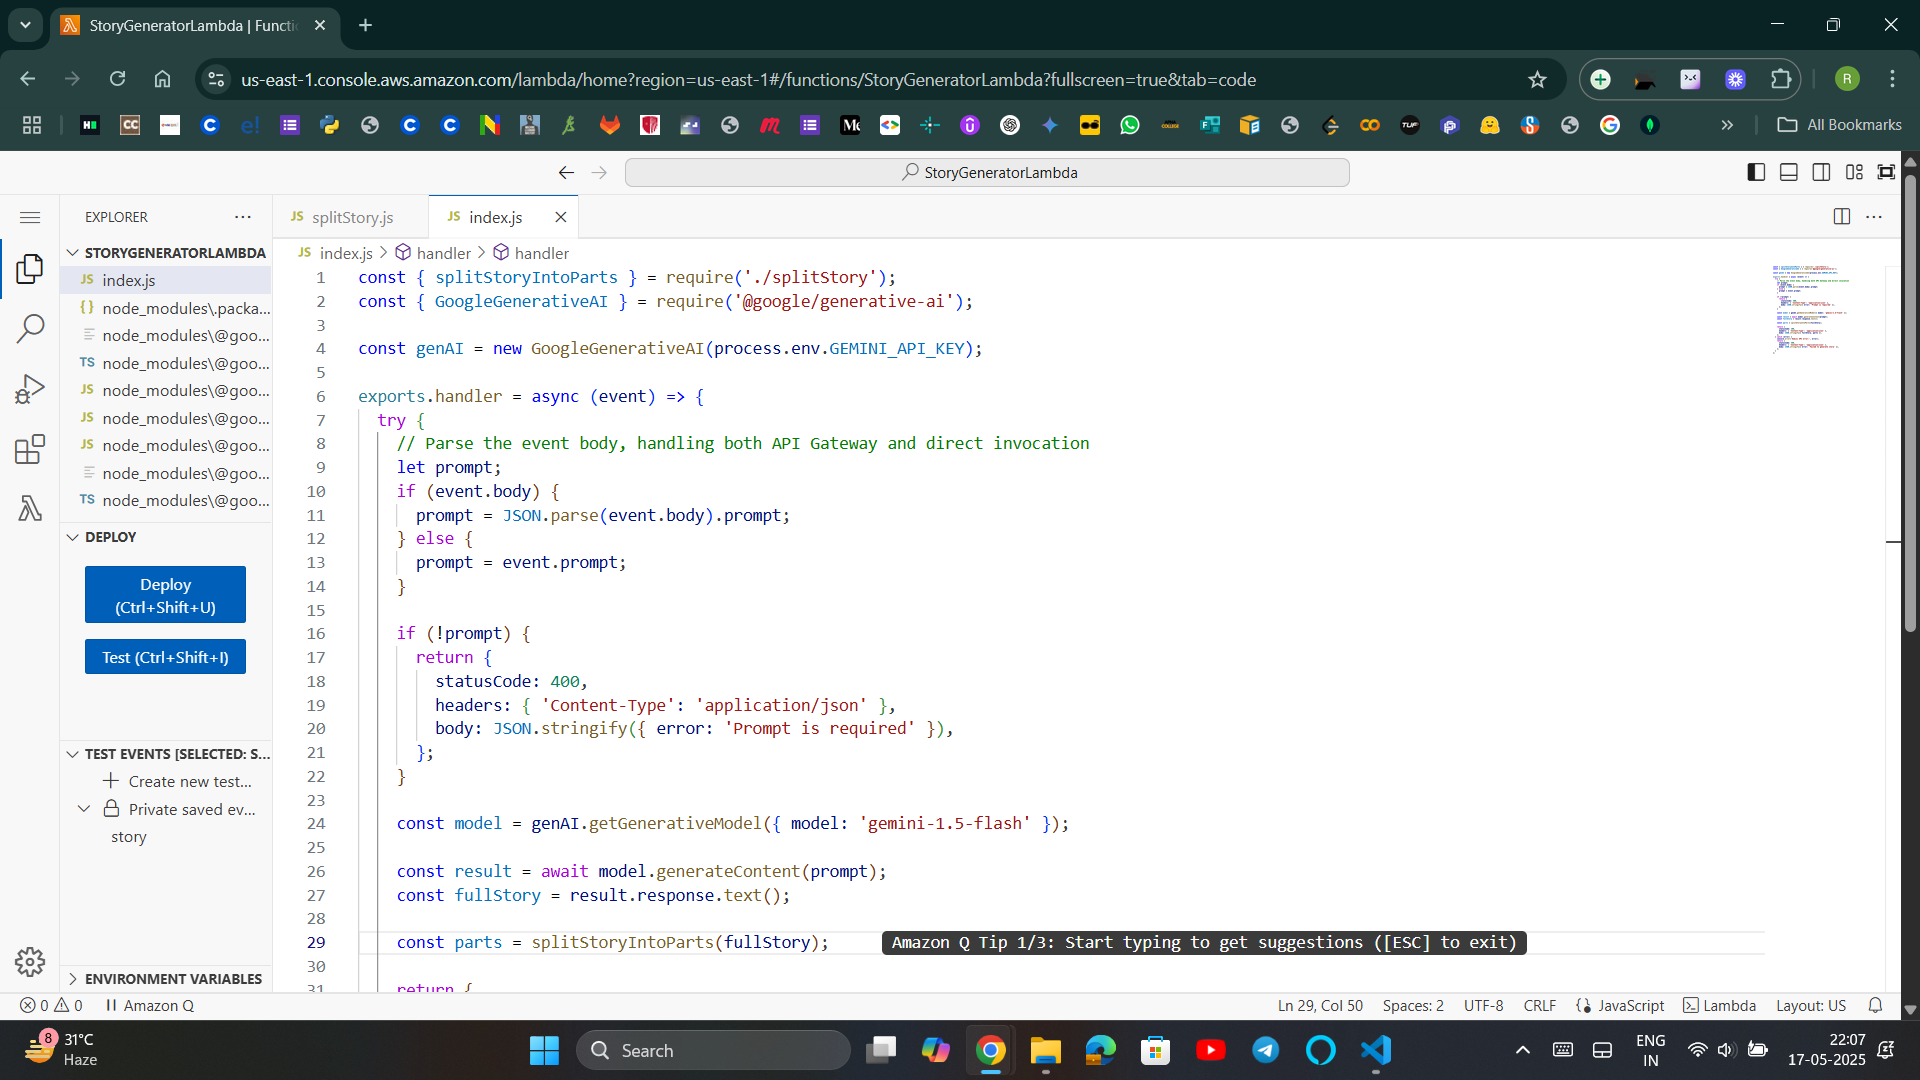 StoryGeneratorLambda | Functi
us-east-1.console.aws.amazon.com/lambda/home?region=us-east-1#/functions/StoryGeneratorLambda?fullscreen=true&tab=code
R
All Bookmarks
StoryGeneratorLambda
EXPLORER
JS splitStory.js
JS index.js
STORYGENERATORLAMBDA
JS index.js > handler > handler
JS index.js
{} node_modules\.packa...
node_modules\@goo...
TS node_modules\@goo...
JS node_modules\@goo...
JS node_modules\@goo...
JS node_modules\@goo...
node_modules\@goo...
TS node_modules\@goo...
DEPLOY
Deploy
(Ctrl+Shift+U)
Test (Ctrl+Shift+I)
TEST EVENTS [SELECTED: S...
Create new test...
Private saved ev...
story
ENVIRONMENT VARIABLES
1 const { splitStoryIntoParts } = require('./splitStory');
2 const { GoogleGenerativeAI } = require('@google/generative-ai');
3
4 const genAI = new GoogleGenerativeAI(process.env.GEMINI_API_KEY);
5
6 exports.handler = async (event) => {
7 try {
8 // Parse the event body, handling both API Gateway and direct invocation
9 let prompt;
10 if (event.body) {
11 prompt = JSON.parse(event.body).prompt;
12 } else {
13 prompt = event.prompt;
14 }
15
16 if (!prompt) {
17 return {
18 statusCode: 400,
19 headers: { 'Content-Type': 'application/json' },
20 body: JSON.stringify({ error: 'Prompt is required' }),
21 };
22 }
23
24 const model = genAI.getGenerativeModel({ model: 'gemini-1.5-flash' });
25
26 const result = await model.generateContent(prompt);
27 const fullStory = result.response.text();
28
29 const parts = splitStoryIntoParts(fullStory); Amazon Q Tip 1/3: Start typing to get suggestions ([ESC] to exit)
30
31 return {
0 0 Amazon Q
Ln 29, Col 50 Spaces: 2 UTF-8 CRLF {} JavaScript Lambda Layout: US
8
31°C
Haze
Search
ENG
IN
22:07
17-05-2025